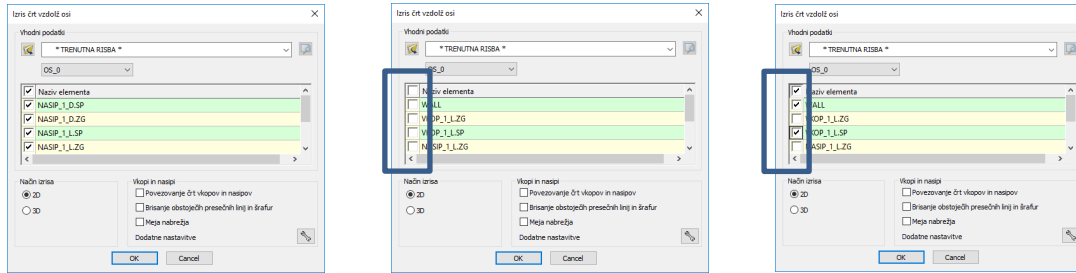 Izris črt vzdolž osi
Vhodni podatki
* TRENUTNA RISBA *
OS_0
Naziv elementa
NASIP_1_D.SP
NASIP_1_D.ZG
NASIP_1_L.SP
NASIP_1_L.ZG
Način izrisa
2D
3D
Vkopi in nasipi
Povezovanje črt vkopov in nasipov
Brisanje obstoječih presečnih linij in šrafur
Meja nabrežja
Dodatne nastavitve
OK
Cancel
Izris črt vzdolž osi
Vhodni podatki
* TRENUTNA RISBA *
OS_0
Naziv elementa
WALL
VKOP_1_L.ZG
VKOP_1_L.SP
NASIP_1_L.ZG
Način izrisa
2D
3D
Vkopi in nasipi
Povezovanje črt vkopov in nasipov
Brisanje obstoječih presečnih linij in šrafur
Meja nabrežja
Dodatne nastavitve
OK
Cancel
Izris črt vzdolž osi
Vhodni podatki
* TRENUTNA RISBA *
OS_0
Naziv elementa
WALL
VKOP_1_L.ZG
VKOP_1_L.SP
NASIP_1_L.ZG
Način izrisa
2D
3D
Vkopi in nasipi
Povezovanje črt vkopov in nasipov
Brisanje obstoječih presečnih linij in šrafur
Meja nabrežja
Dodatne nastavitve
OK
Cancel